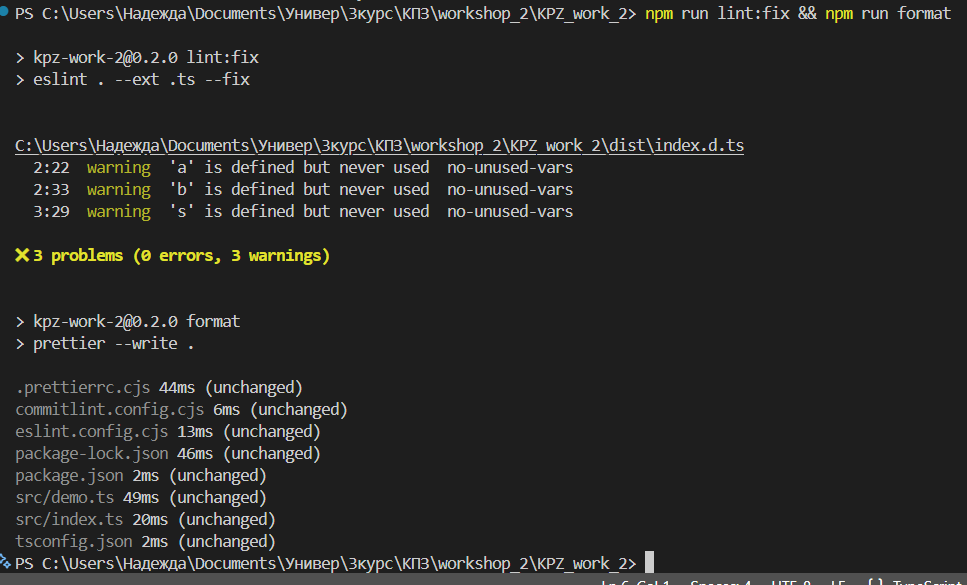 PS C:\Users\Надежда\Documents\Универ\3курс\КПЗ\workshop_2\KPZ_work_2> npm run lint:fix && npm run format
> kpz-work-2@0.2.0 lint:fix
> eslint . --ext .ts --fix
C:\Users\Надежда\Documents\Универ\3курс\КПЗ\workshop_2\KPZ_work_2\dist\index.d.ts
2:22 warning 'a' is defined but never used no-unused-vars
2:33 warning 'b' is defined but never used no-unused-vars
3:29 warning 's' is defined but never used no-unused-vars
✖ 3 problems (0 errors, 3 warnings)
> kpz-work-2@0.2.0 format
> prettier --write .
.prettierrc.cjs 44ms (unchanged)
commitlint.config.cjs 6ms (unchanged)
eslint.config.cjs 13ms (unchanged)
package-lock.json 46ms (unchanged)
package.json 2ms (unchanged)
src/demo.ts 49ms (unchanged)
src/index.ts 20ms (unchanged)
tsconfig.json 2ms (unchanged)
PS C:\Users\Надежда\Documents\Универ\3курс\КПЗ\workshop_2\KPZ_work_2>